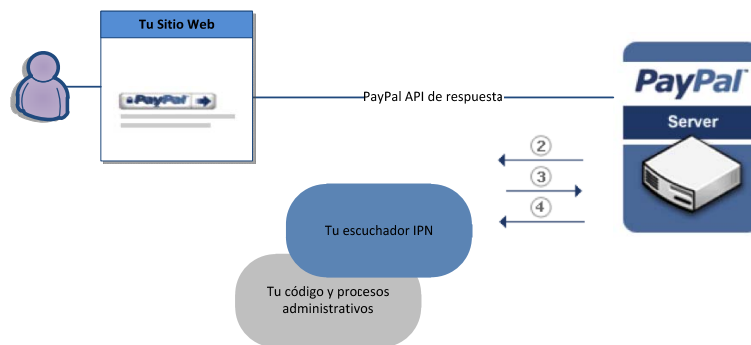 Tu Sitio Web
PayPal
PayPal API de respuesta
PayPal
Server
2
3
4
Tu escuchador IPN
Tu código y procesos
administrativos